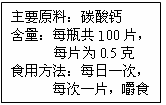 主要原料：碳酸钙
含量：每瓶共100片，
每片为0.5克
食用方法：每日一次，
每次一片，嚼食